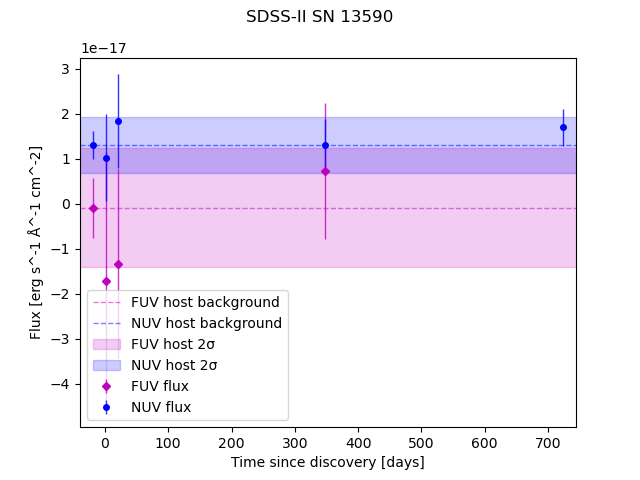 SDSS-II SN 13590
1e−17
3
2
1
0
−1
−2
−3
−4
Flux [erg s^-1 Å^-1 cm^-2]
FUV host background
NUV host background
FUV host 2σ
NUV host 2σ
FUV flux
NUV flux
0 100 200 300 400 500 600 700
Time since discovery [days]